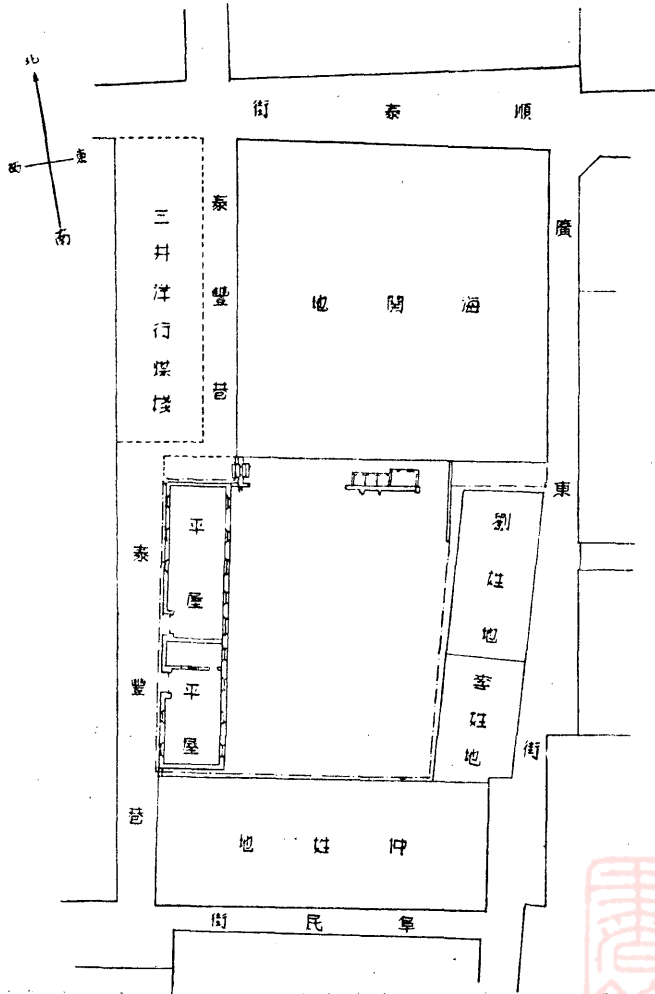 北
西 東
南
順泰街
泰豐巷
三井洋行煤棧
海關地
廣東街
平屋
劉姓地
泰豐巷
平屋
李姓地
仲姓地
阜民街